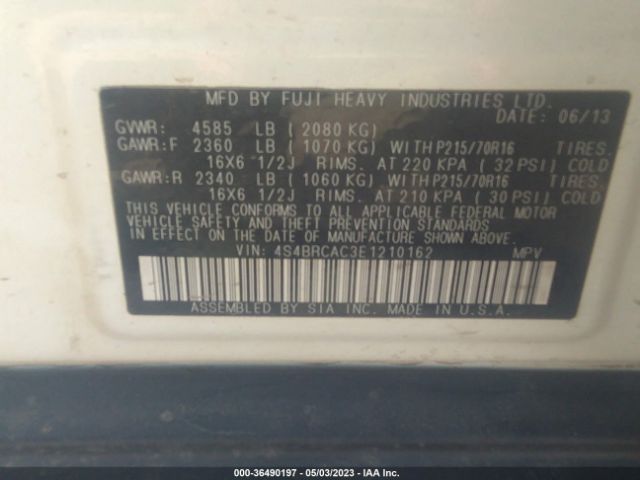 MFD BY FUJI HEAVY INDUSTRIES LTD.
DATE: 06/13
GVWR: 4585 LB ( 2080 KG)
GAWR:F 2360 LB ( 1070 KG) WITH P215/70R16 TIRES.
16X6 1/2J RIMS. AT 220 KPA ( 32 PSI) COLD
GAWR:R 2340 LB ( 1060 KG) WITH P215/70R16 TIRES.
16X6 1/2J RIMS. AT 210 KPA ( 30 PSI) COLD
THIS VEHICLE CONFORMS TO ALL APPLICABLE FEDERAL MOTOR
VEHICLE SAFETY AND THEFT PREVENTION STANDARDS
IN EFFECT ON THE DATE OF MANUFACTURE SHOWN ABOVE.
VIN: 4S4BRCAC3E1210162 MPV
ASSEMBLED BY SIA INC. MADE IN U.S.A.
000-36490197 - 05/03/2023 - IAA Inc.